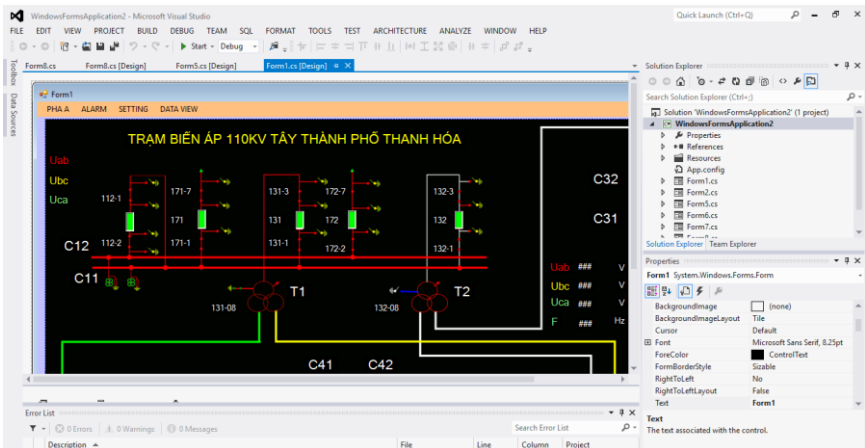 WindowsFormsApplication2 - Microsoft Visual Studio
Quick Launch (Ctrl+Q)
FILE EDIT VIEW PROJECT BUILD DEBUG TEAM SQL FORMAT TOOLS TEST ARCHITECTURE ANALYZE WINDOW HELP
Start - Debug
Toolbox
Data Sources
Form8.cs Form8.cs [Design] Form5.cs [Design] Form1.cs [Design]
Form1
PHA A ALARM SETTING DATA VIEW
TRẠM BIẾN ÁP 110KV TÂY THÀNH PHỐ THANH HÓA
Uab
Ubc
Uca
112-1
171-7
131-3
172-7
132-3
171
131
172
132
C12
112-2
171-1
131-1
172-2
132-1
C32
C31
C11
T1
T2
131-08
132-08
Uab ### V
Ubc ### V
Uca ### V
F ### Hz
C41
C42
Solution Explorer
Search Solution Explorer (Ctrl+;)
Solution 'WindowsFormsApplication2' (1 project)
WindowsFormsApplication2
Properties
References
Resources
App.config
Form1.cs
Form2.cs
Form5.cs
Form6.cs
Form7.cs
Solution Explorer Team Explorer
Properties
Form1 System.Windows.Forms.Form
BackgroundImage (none)
BackgroundImageLayout Tile
Cursor Default
Font Microsoft Sans Serif, 8.25pt
ForeColor ControlText
FormBorderStyle Sizable
RightToLeft No
RightToLeftLayout False
Text Form1
Text
The text associated with the control.
Error List
0 Errors 0 Warnings 0 Messages
Search Error List
Description File Line Column Project